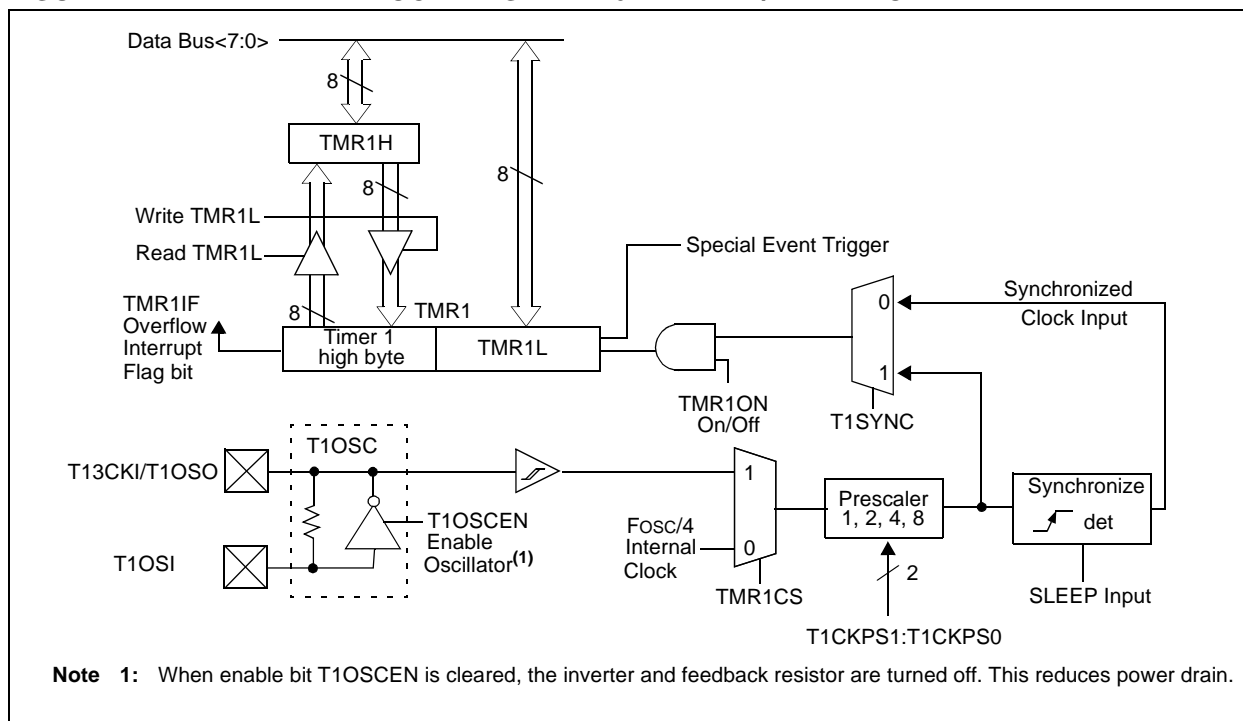 Data Bus<7:0>
8
TMR1H
8
8
Write TMR1L
Read TMR1L
Special Event Trigger
TMR1IF
Overflow
Interrupt
Flag bit
8
TMR1
Timer 1
high byte
TMR1L
0
1
Synchronized
Clock Input
TMR1ON
On/Off
T1SYNC
T1OSC
T13CKI/T1OSO
T1OSI
T1OSCEN
Enable
Oscillator(1)
FOSC/4
Internal
Clock
1
0
TMR1CS
Prescaler
1, 2, 4, 8
2
T1CKPS1:T1CKPS0
Synchronize
det
SLEEP Input
Note 1: When enable bit T1OSCEN is cleared, the inverter and feedback resistor are turned off. This reduces power drain.